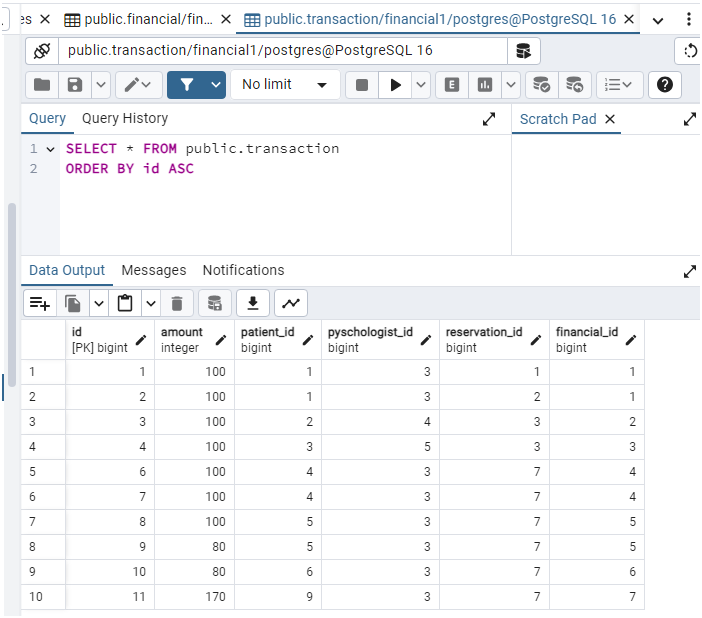 es × public.financial/fin... × public.transaction/financial1/postgres@PostgreSQL 16 ×
public.transaction/financial1/postgres@PostgreSQL 16
No limit E ?
Query Query History Scratch Pad ×
1 SELECT * FROM public.transaction
2 ORDER BY id ASC
Data Output Messages Notifications
id amount patient_id pyschologist_id reservation_id financial_id
[PK] bigint integer bigint bigint bigint bigint
1 1 100 1 3 1 1
2 2 100 1 3 2 1
3 3 100 2 4 3 2
4 4 100 3 5 3 3
5 6 100 4 3 7 4
6 7 100 4 3 7 4
7 8 100 5 3 7 5
8 9 80 5 3 7 5
9 10 80 6 3 7 6
10 11 170 9 3 7 7